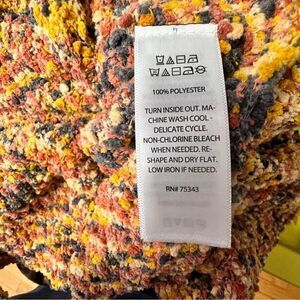 100% POLYESTER
TURN INSIDE OUT. MA-
CHINE WASH COOL -
DELICATE CYCLE.
NON-CHLORINE BLEACH
WHEN NEEDED. RE-
SHAPE AND DRY FLAT.
LOW IRON IF NEEDED.
RN# 75343